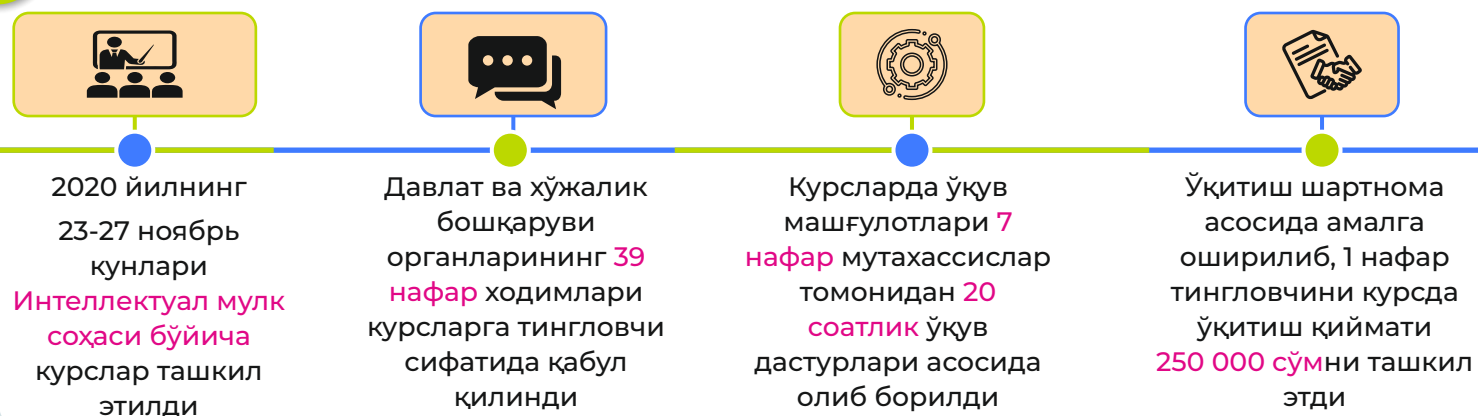 2020 йилнинг
23-27 ноябрь
кунлари
Интеллектуал мулк
соҳаси бўйича
курслар ташкил
этилди
Давлат ва хўжалик
бошқаруви
органларининг 39
нафар ходимлари
курсларга тингловчи
сифатида қабул
қилинди
Курсларда ўқув
машғулотлари 7
нафар мутахассислар
томонидан 20
соатлик ўқув
дастурлари асосида
олиб борилди
Ўқитиш шартнома
асосида амалга
оширилиб, 1 нафар
тингловчини курсда
ўқитиш қиймати
250 000 сўмни ташкил
этди